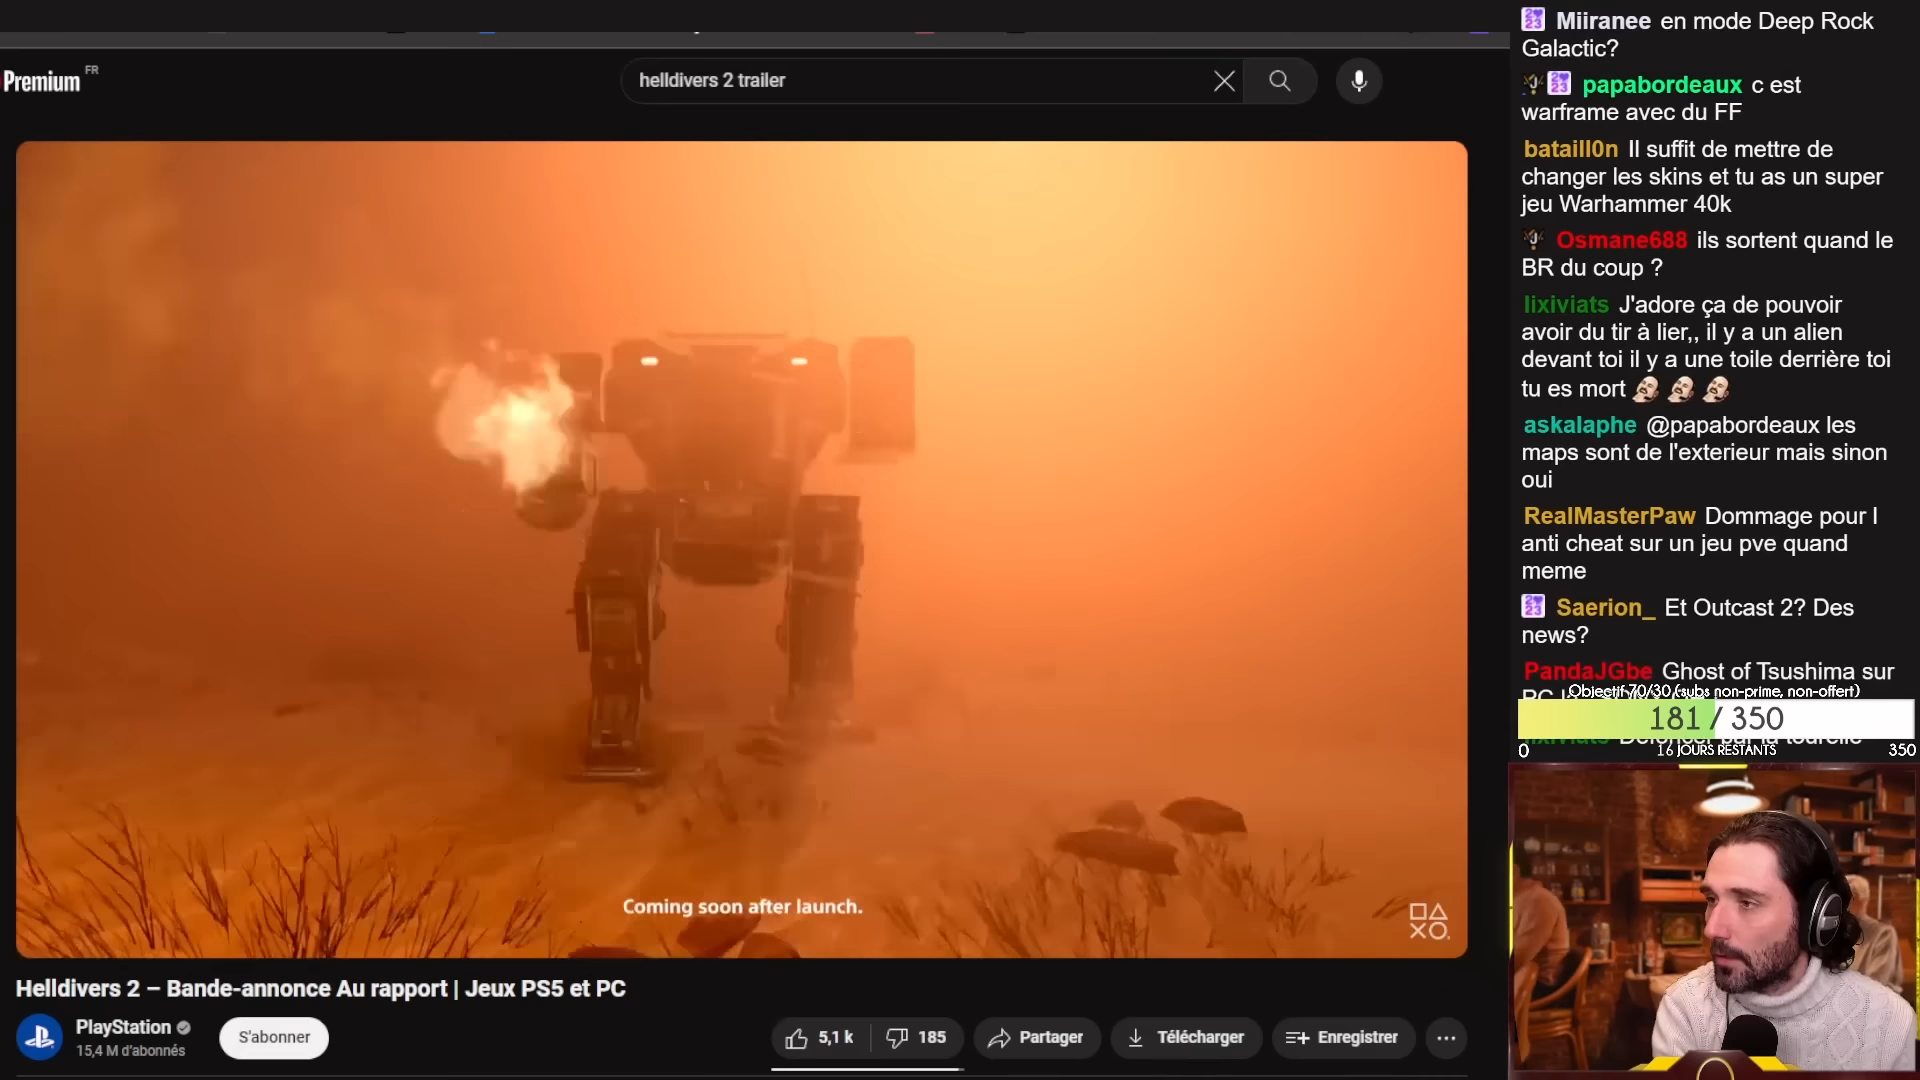 Premium FR
helldivers 2 trailer
Coming soon after launch.
Helldivers 2 – Bande-annonce Au rapport | Jeux PS5 et PC
PlayStation
15,4 M d'abonnés
S'abonner
5,1 k
185
Partager
Télécharger
Enregistrer
Miiranee en mode Deep Rock
Galactic?
papabordeaux c est
warframe avec du FF
bataill0n Il suffit de mettre de
changer les skins et tu as un super
jeu Warhammer 40k
Osmane688 ils sortent quand le
BR du coup ?
lixiviats J'adore ça de pouvoir
avoir du tir à lier,, il y a un alien
devant toi il y a une toile derrière toi
tu es mort
askalaphe @papabordeaux les
maps sont de l'exterieur mais sinon
oui
RealMasterPaw Dommage pour l
anti cheat sur un jeu pve quand
meme
Saerion_ Et Outcast 2? Des
news?
PandaJGbe Ghost of Tsushima sur
Objectif 70/30 (subs non-prime, non-offert)
181 / 350
0
16 JOURS RESTANTS
350